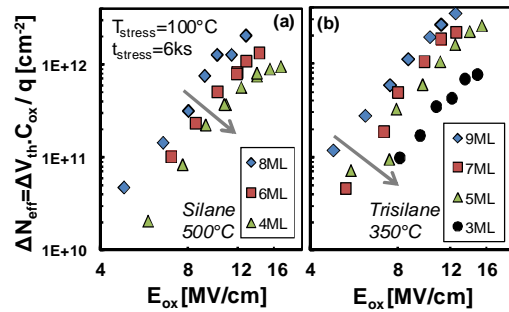 ΔN_eff=ΔV_th.C_ox / q [cm^-2]
1E+12
1E+11
1E+10
T_stress=100°C
t_stress=6ks
(a)
8ML
6ML
4ML
Silane
500°C
4 8 12 16
E_ox [MV/cm]
(b)
9ML
7ML
5ML
3ML
Trisilane
350°C
4 8 12 16
E_ox [MV/cm]